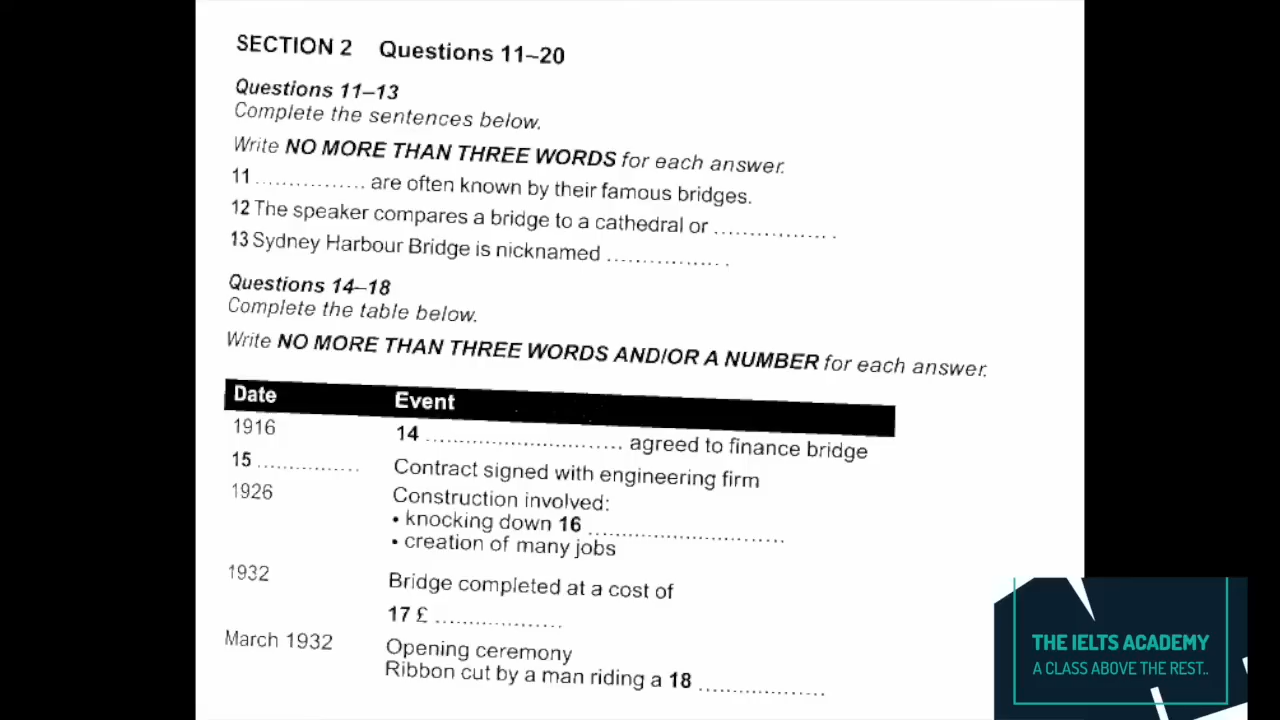 SECTION 2 Questions 11–20
Questions 11–13
Complete the sentences below.
Write NO MORE THAN THREE WORDS for each answer.
11 ................ are often known by their famous bridges.
12 The speaker compares a bridge to a cathedral or ................ .
13 Sydney Harbour Bridge is nicknamed ................ .
Questions 14–18
Complete the table below.
Write NO MORE THAN THREE WORDS AND/OR A NUMBER for each answer.
Date Event
1916 14 ............................ agreed to finance bridge
15 ............... Contract signed with engineering firm
1926 Construction involved:
• knocking down 16 ............................
• creation of many jobs
1932 Bridge completed at a cost of
17 £ ..................
March 1932 Opening ceremony
Ribbon cut by a man riding a 18 ..................
THE IELTS ACADEMY
A CLASS ABOVE THE REST..